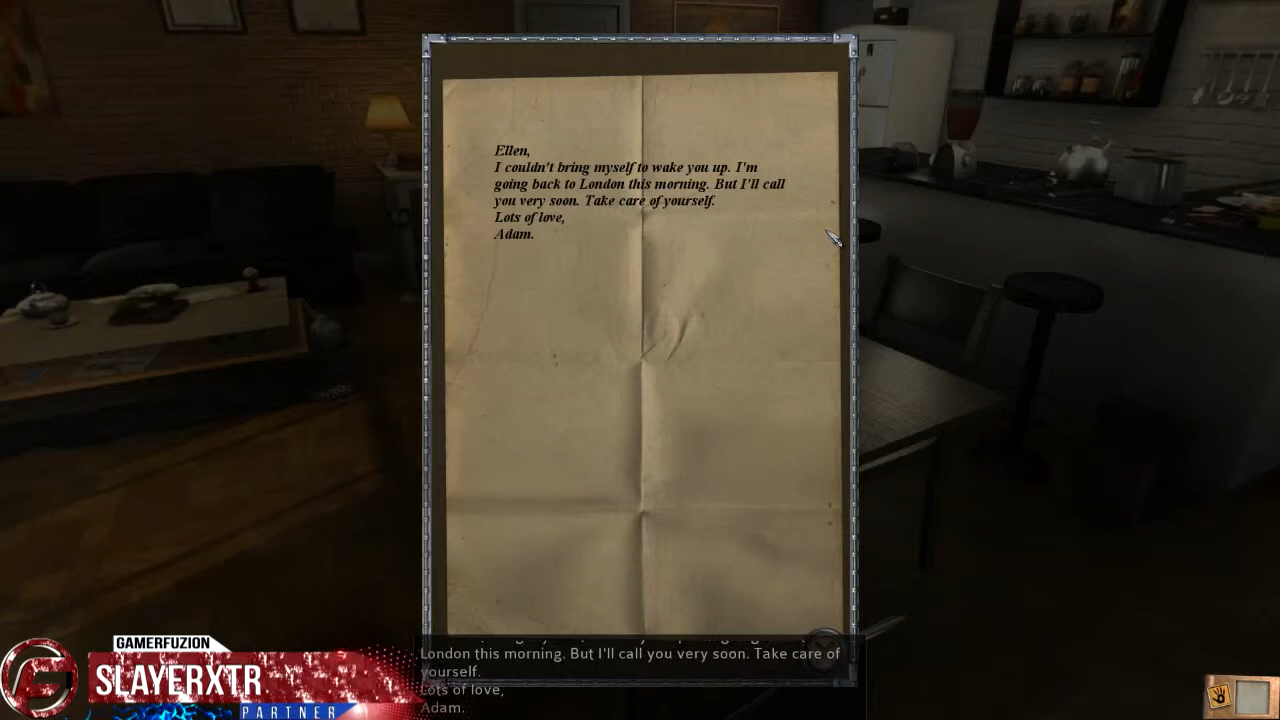 Ellen,
I couldn't bring myself to wake you up. I'm
going back to London this morning. But I'll call
you very soon. Take care of yourself.
Lots of love,
Adam.
London this morning. But I'll call you very soon. Take care of
yourself.
Lots of love,
Adam.
GAMERFUZION
SLAYERXTR
PARTNER